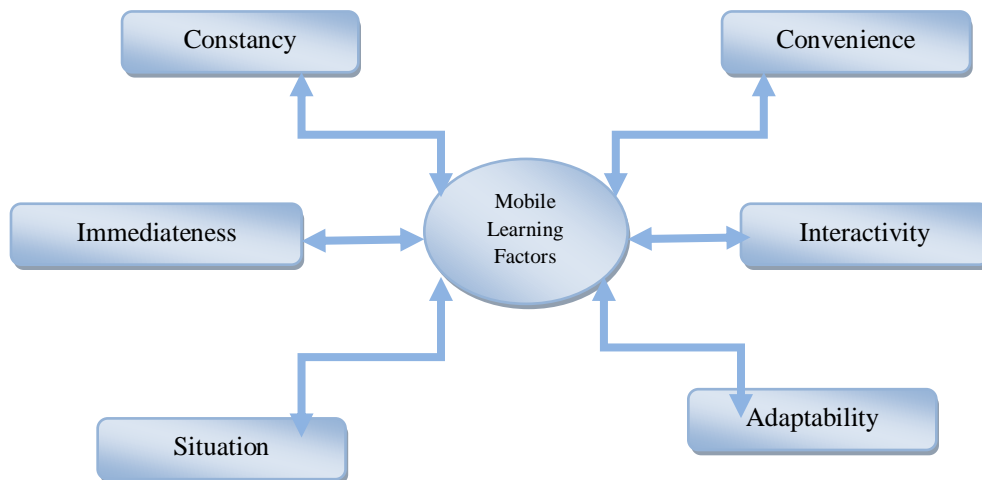 Constancy
Convenience
Mobile
Learning
Factors
Immediateness
Interactivity
Situation
Adaptability